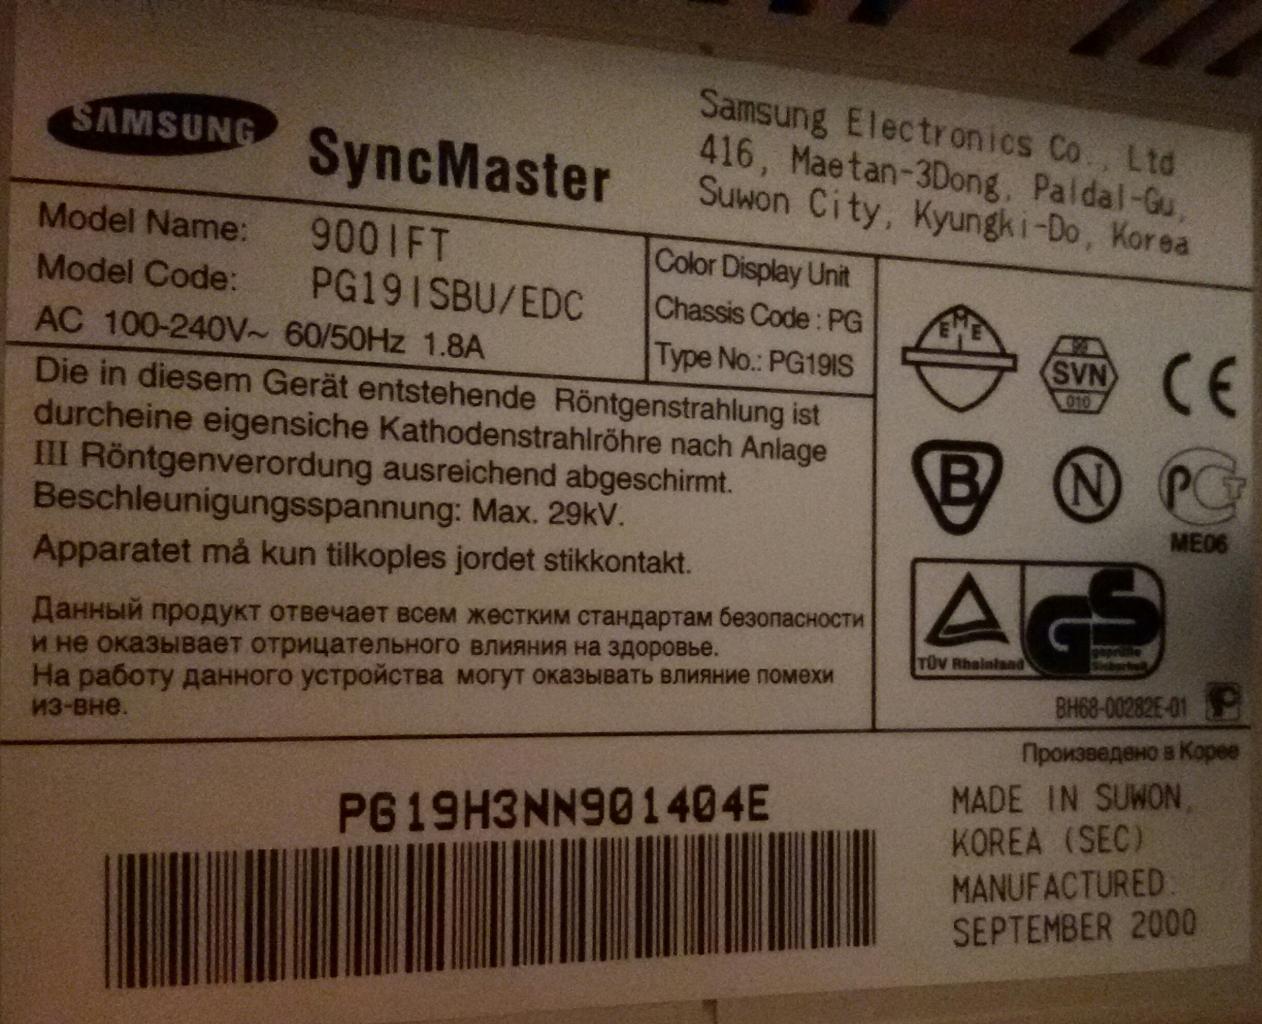 SAMSUNG
SyncMaster
Samsung Electronics Co., Ltd
416, Maetan-3Dong, Paldal-Gu,
Suwon City, Kyungki-Do, Korea
Model Name: 900IFT
Model Code: PG19ISBU/EDC
AC 100-240V~ 60/50Hz 1.8A
Color Display Unit
Chassis Code : PG
Type No.: PG19IS
Die in diesem Gerät entstehende Röntgenstrahlung ist
durcheine eigensiche Kathodenstrahlröhre nach Anlage
III Röntgenverordung ausreichend abgeschirmt.
Beschleunigungsspannung: Max. 29kV.
Apparatet må kun tilkoples jordet stikkontakt.
Данный продукт отвечает всем жестким стандартам безопасности
и не оказывает отрицательного влияния на здоровье.
На работу данного устройства могут оказывать влияние помехи
из-вне.
EMEI
SVN
010
CE
B
N
ME06
TÜV Rheinland
GS
geprüfte
Sicherheit
BH68-00282E-01
Произведено в Корее
PG19H3NN901404E
MADE IN SUWON,
KOREA (SEC)
MANUFACTURED:
SEPTEMBER 2000